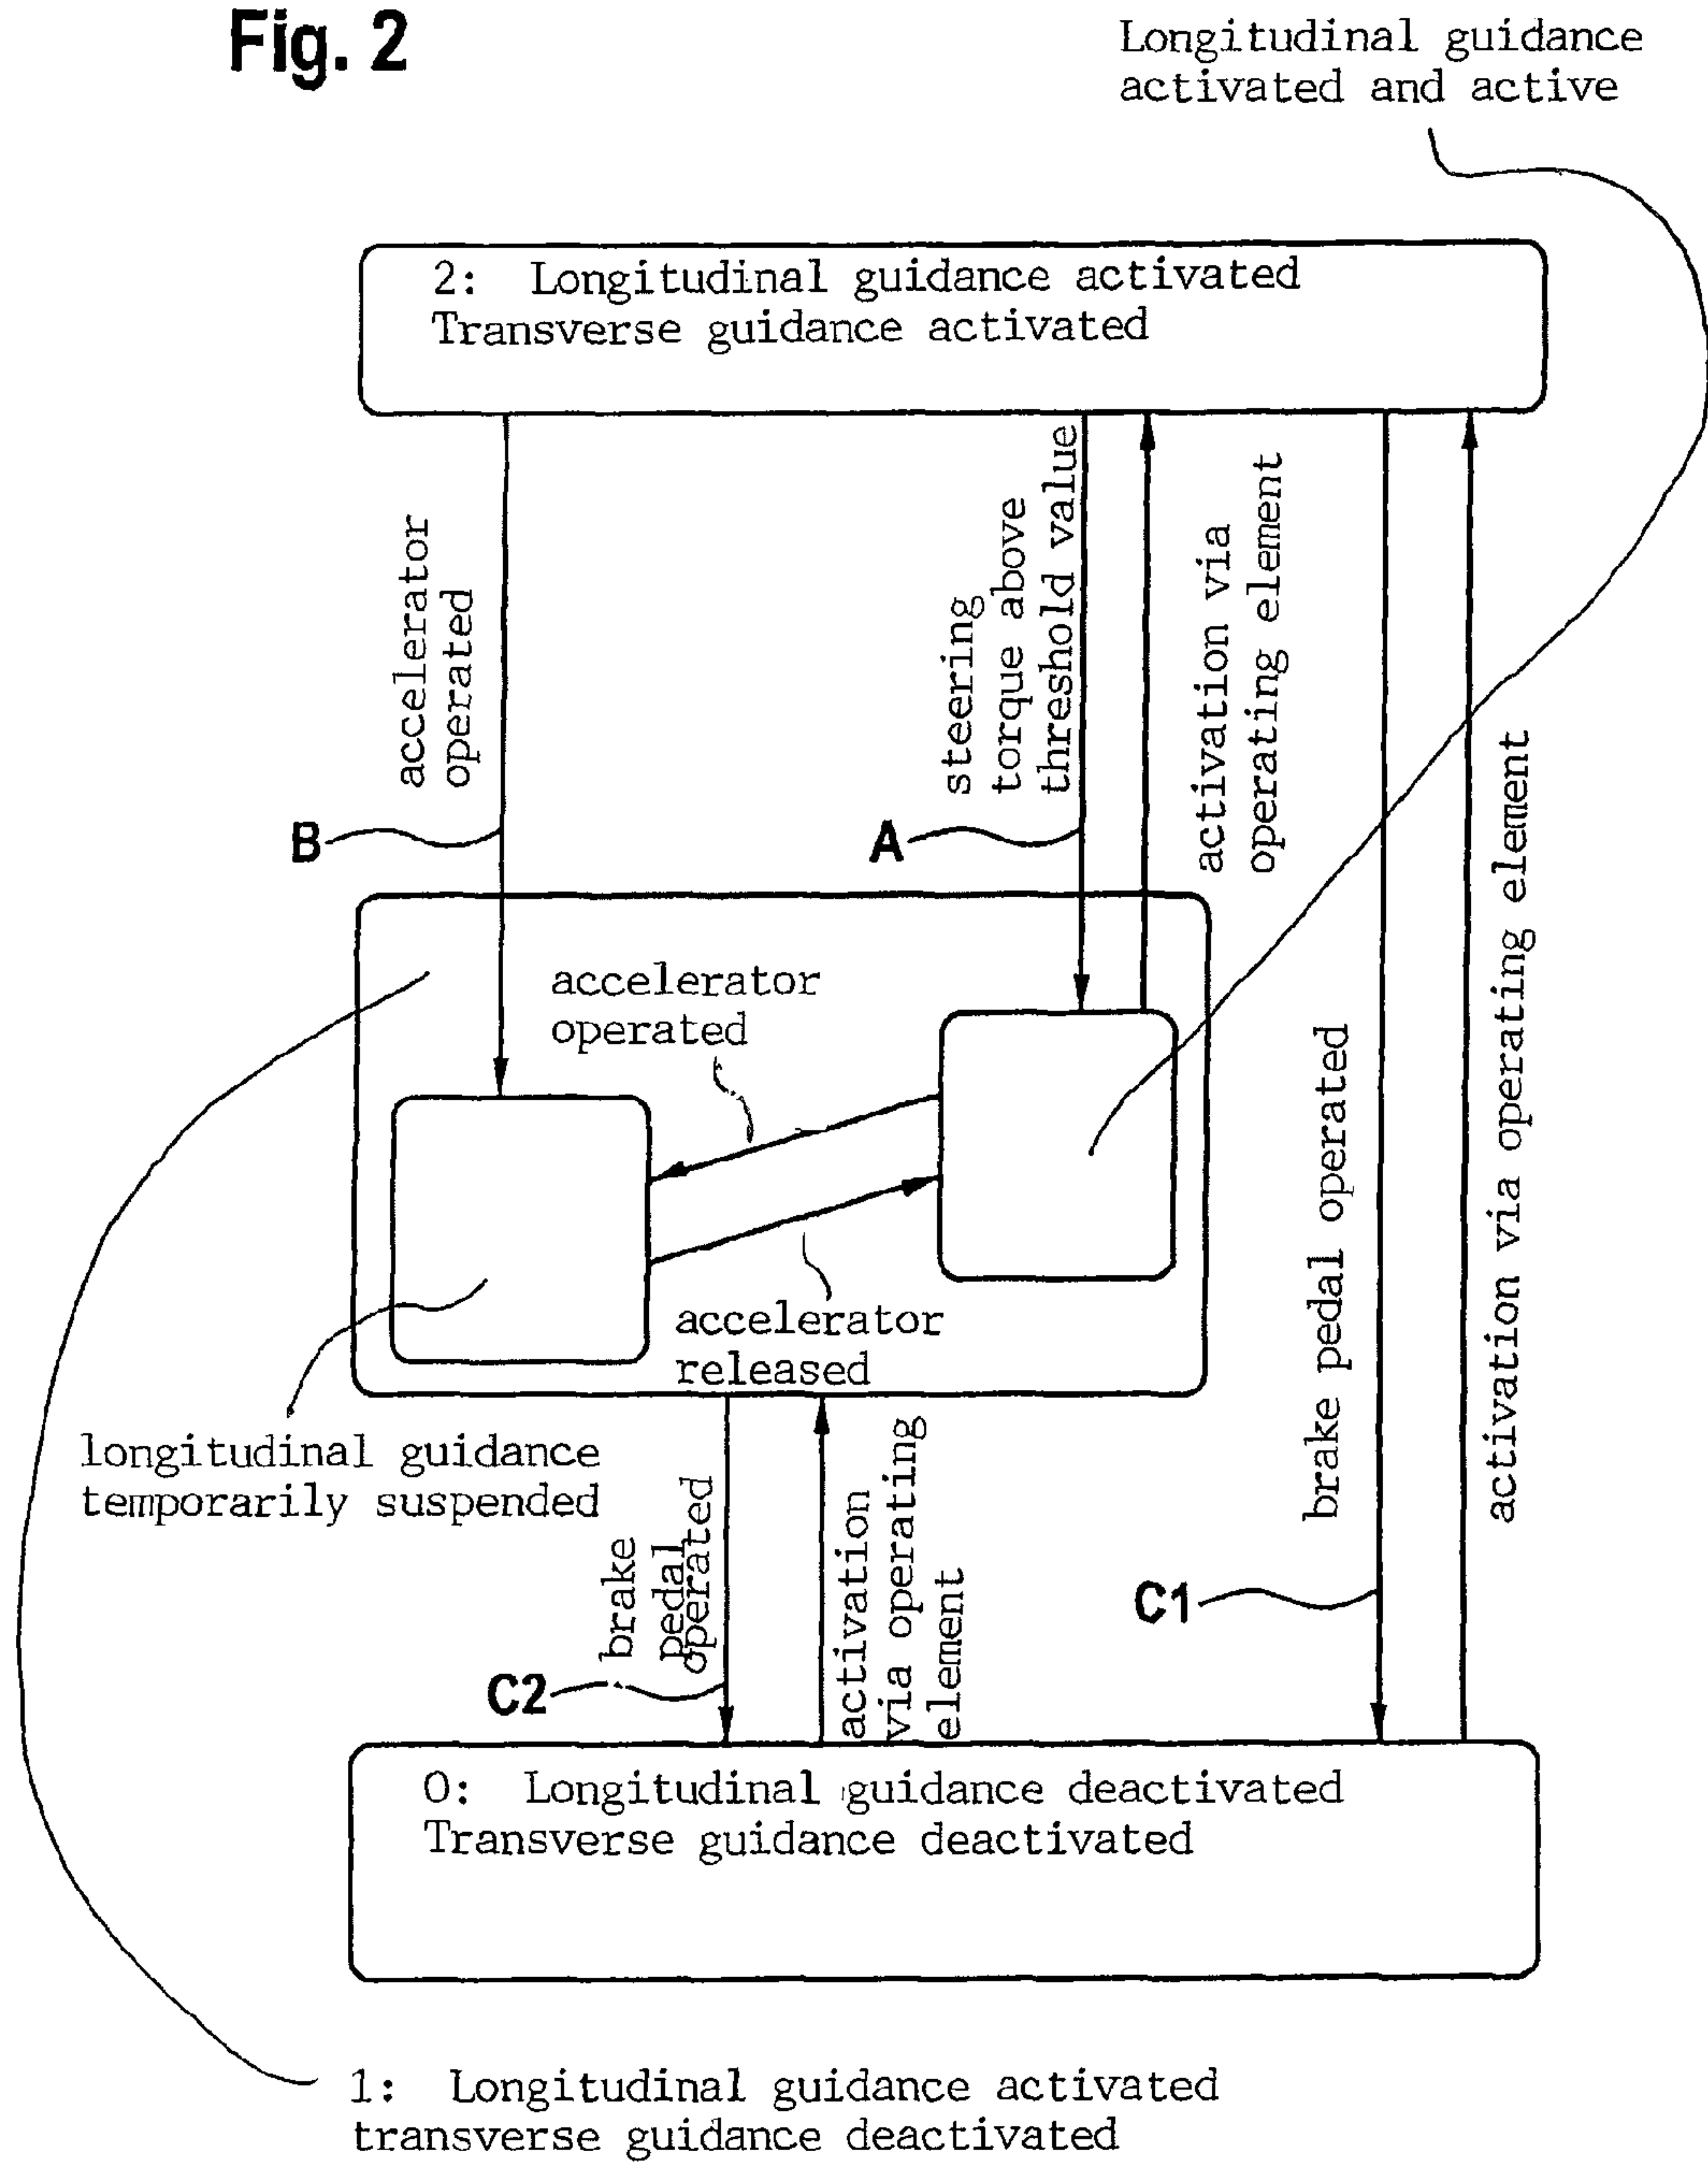 Fig. 2
Longitudinal guidance
activated and active
2: Longitudinal guidance activated
Transverse guidance activated
accelerator
operated
steering
torque above
threshold value
activation via
operating element
B
A
accelerator
operated
brake pedal operated
activation via operating element
accelerator
released
longitudinal guidance
temporarily suspended
brake
pedal
operated
activation
via operating
element
C1
C2
0: Longitudinal guidance deactivated
Transverse guidance deactivated
1: Longitudinal guidance activated
transverse guidance deactivated